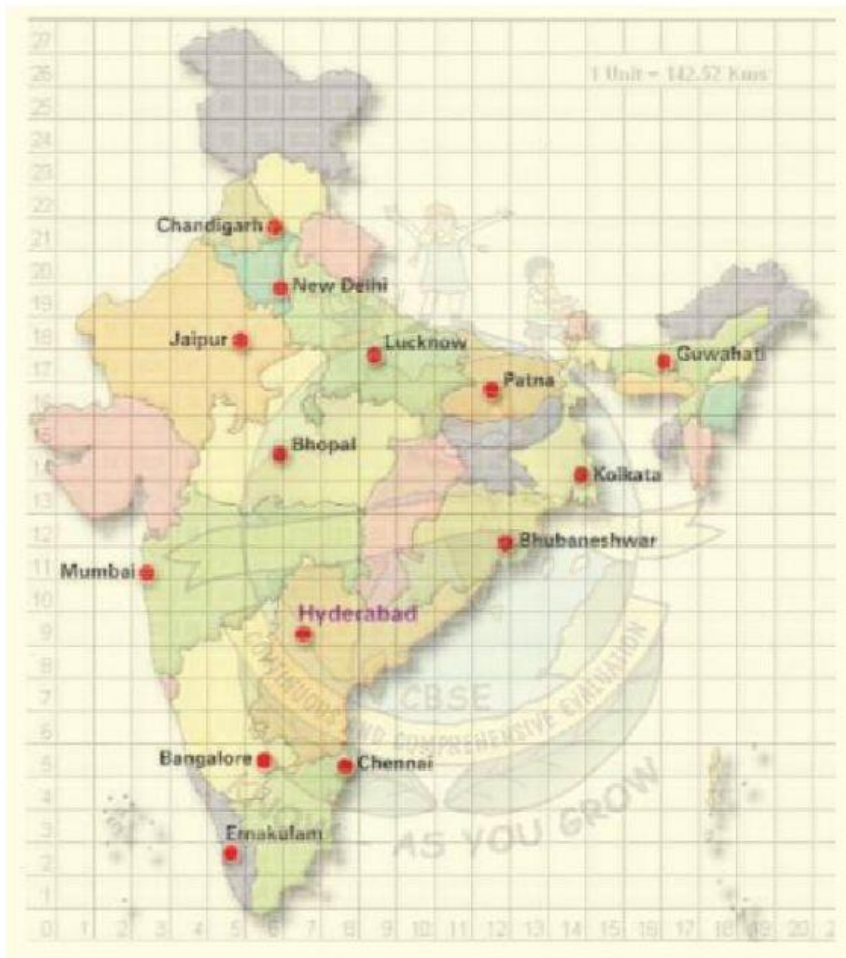 27
26
1 Unit = 142.52 Kms
25
24
23
22
Chandigarh
21
20
New Delhi
19
18
Jaipur
Lucknow
Guwahati
17
Patna
16
15
Bhopal
14
Kolkata
13
12
Bhubaneshwar
11
Mumbai
10
Hyderabad
9
8
CONTINUOUS AND COMPREHENSIVE EVALUATION
7
CBSE
6
Bangalore
Chennai
5
4
AS YOU GROW
3
Ernakulam
2
1
0 1 2 3 4 5 6 7 8 9 10 11 12 13 14 15 16 17 18 19 20 2